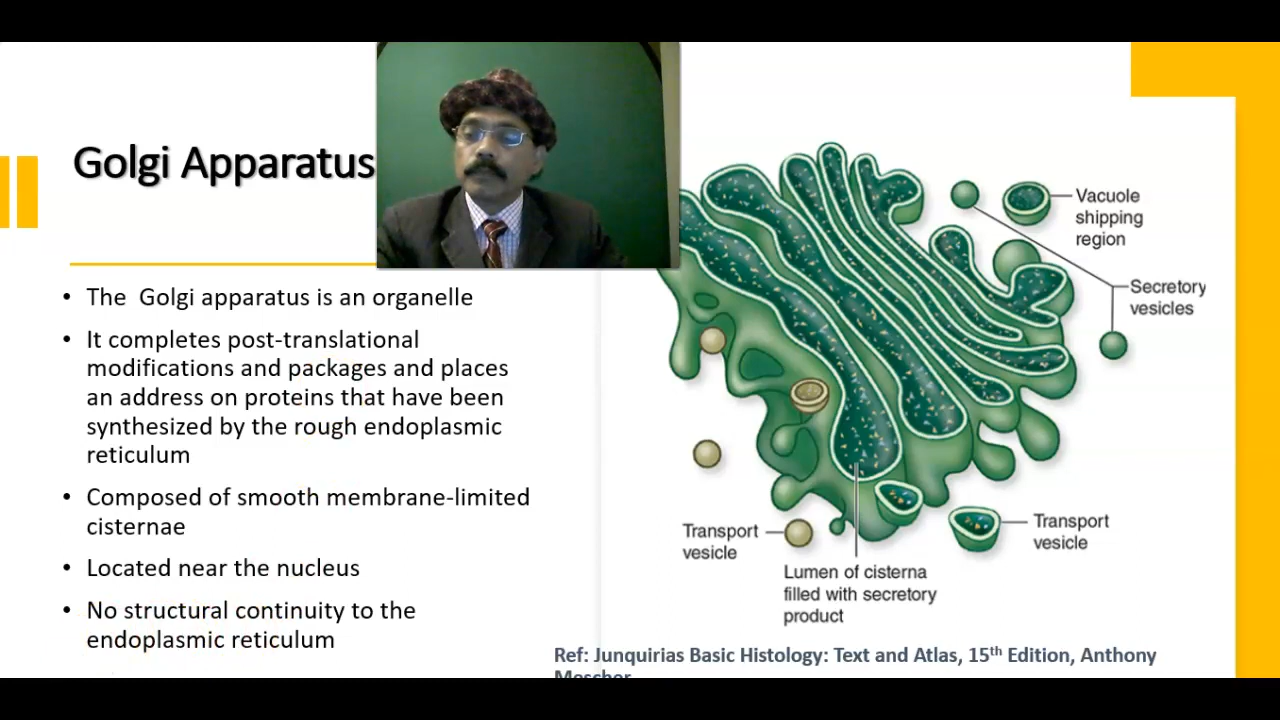 Golgi Apparatus
• The Golgi apparatus is an organelle
• It completes post-translational
modifications and packages and places
an address on proteins that have been
synthesized by the rough endoplasmic
reticulum
• Composed of smooth membrane-limited
cisternae
• Located near the nucleus
• No structural continuity to the
endoplasmic reticulum
Vacuole
shipping
region
Secretory
vesicles
Transport
vesicle
Transport
vesicle
Lumen of cisterna
filled with secretory
product
Ref: Junquirias Basic Histology: Text and Atlas, 15th Edition, Anthony